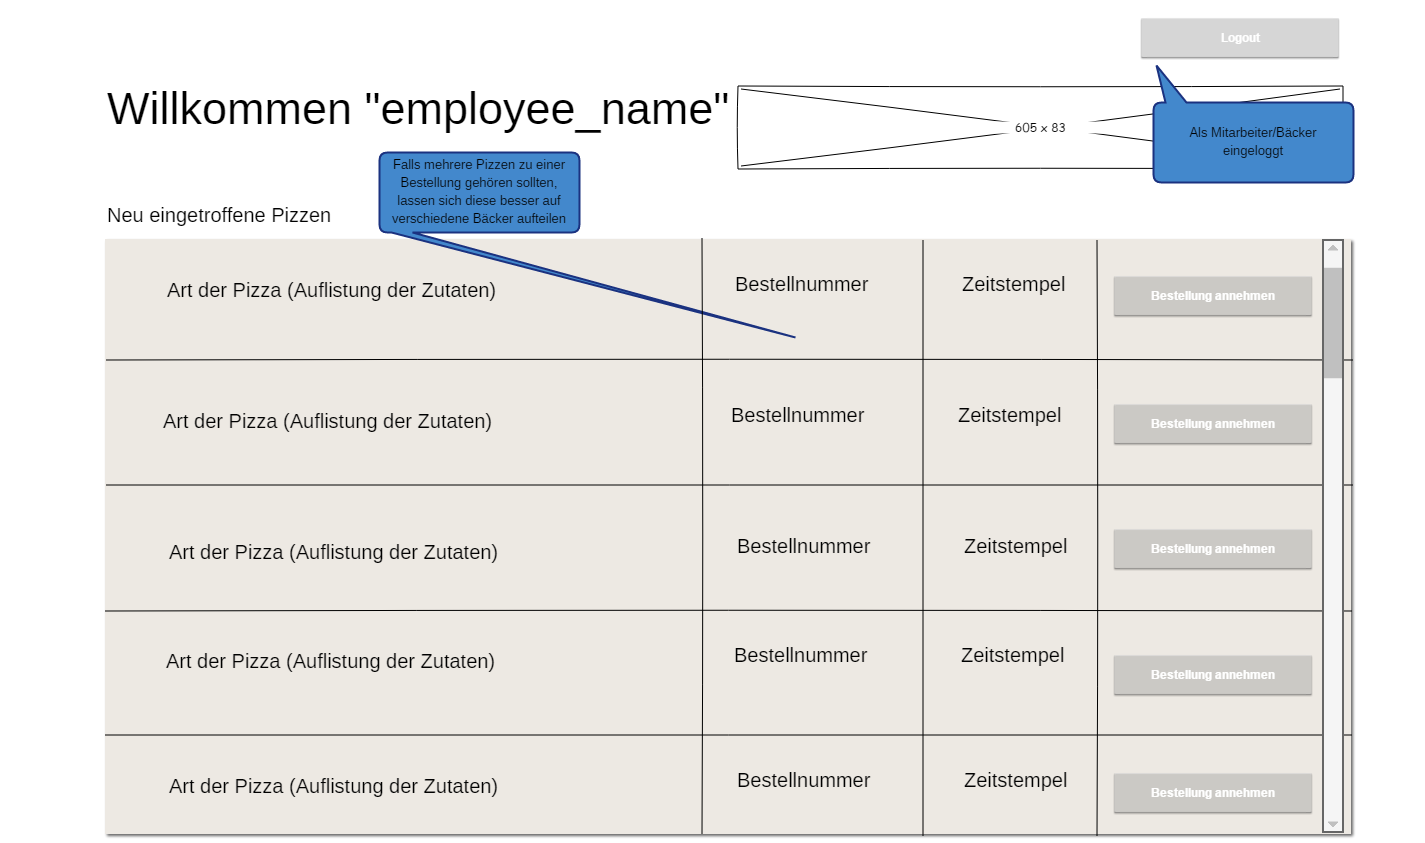 Logout
Willkommen "employee_name"
605 x 83
Als Mitarbeiter/Bäcker
eingeloggt
Falls mehrere Pizzen zu einer
Bestellung gehören sollten,
lassen sich diese besser auf
verschiedene Bäcker aufteilen
Neu eingetroffene Pizzen
Art der Pizza (Auflistung der Zutaten) Bestellnummer Zeitstempel Bestellung annehmen
Art der Pizza (Auflistung der Zutaten) Bestellnummer Zeitstempel Bestellung annehmen
Art der Pizza (Auflistung der Zutaten) Bestellnummer Zeitstempel Bestellung annehmen
Art der Pizza (Auflistung der Zutaten) Bestellnummer Zeitstempel Bestellung annehmen
Art der Pizza (Auflistung der Zutaten) Bestellnummer Zeitstempel Bestellung annehmen